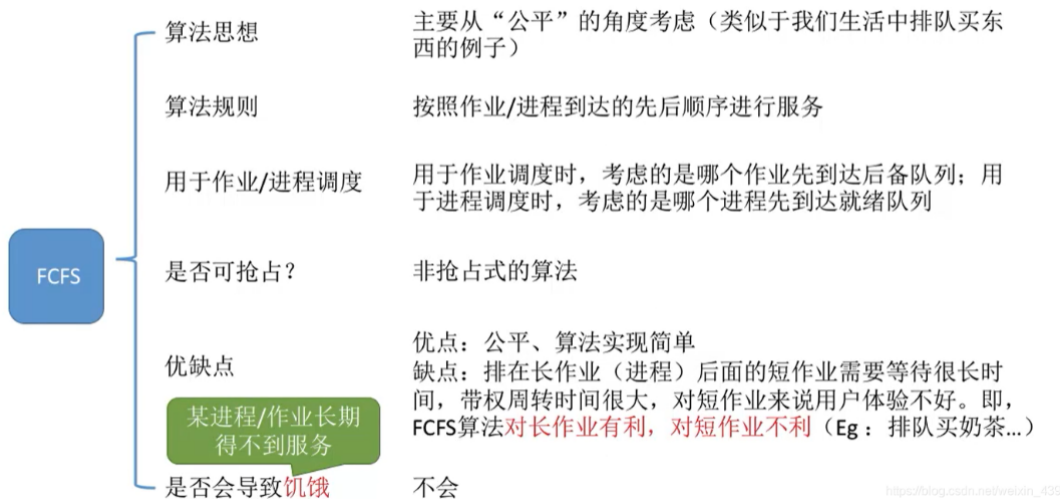 算法思想
主要从“公平”的角度考虑（类似于我们生活中排队买东
西的例子）
算法规则
按照作业/进程到达的先后顺序进行服务
用于作业/进程调度
用于作业调度时，考虑的是哪个作业先到达后备队列；用
于进程调度时，考虑的是哪个进程先到达就绪队列
FCFS
是否可抢占？
非抢占式的算法
优缺点
优点：公平、算法实现简单
缺点：排在长作业（进程）后面的短作业需要等待很长时
间，带权周转时间很大，对短作业来说用户体验不好。即，
FCFS算法对长作业有利，对短作业不利（Eg：排队买奶茶…）
某进程/作业长期
得不到服务
是否会导致饥饿
不会
https://blog.csdn.net/weixin_439